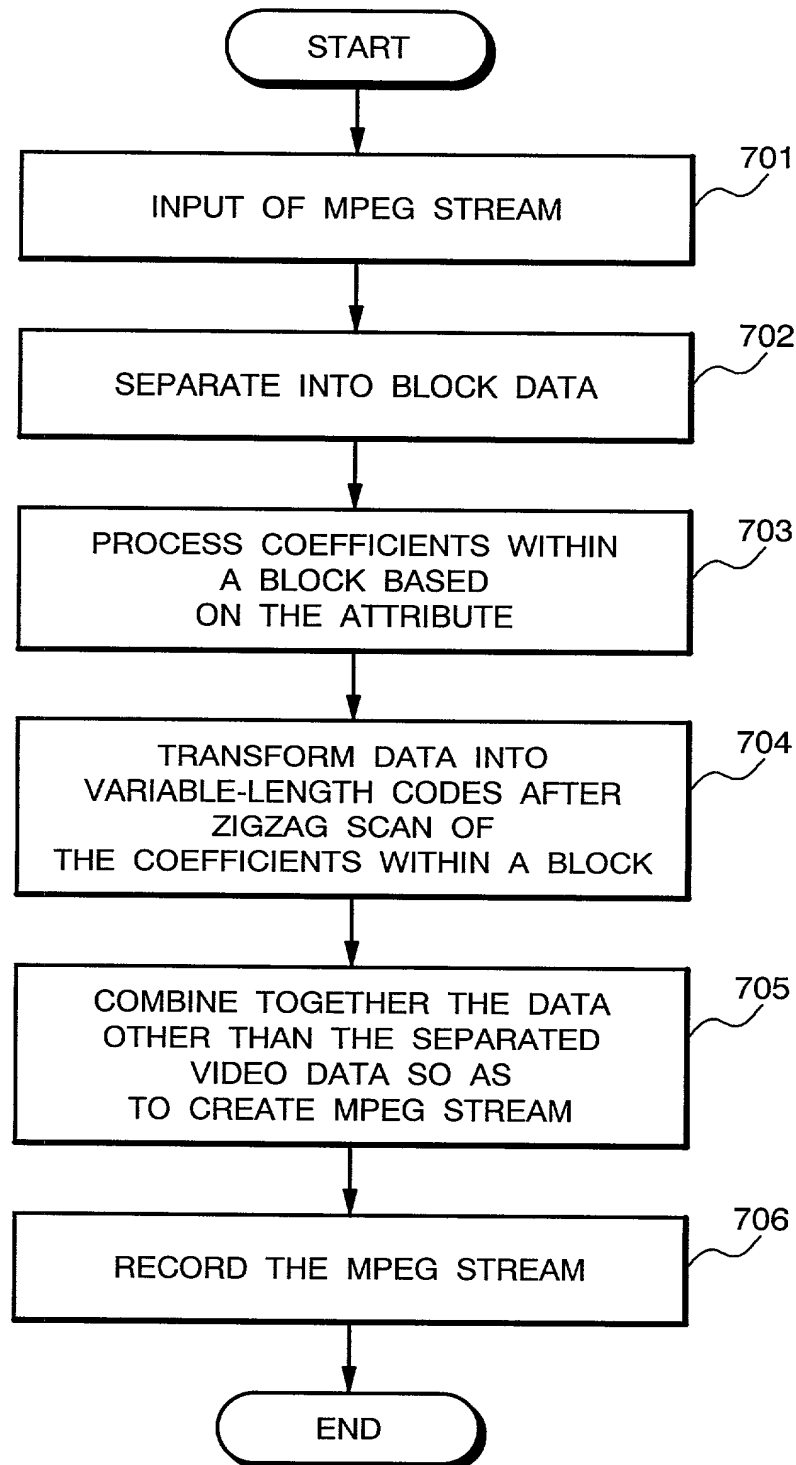 START
701
INPUT OF MPEG STREAM
702
SEPARATE INTO BLOCK DATA
703
PROCESS COEFFICIENTS WITHIN
A BLOCK BASED
ON THE ATTRIBUTE
704
TRANSFORM DATA INTO
VARIABLE-LENGTH CODES AFTER
ZIGZAG SCAN OF
THE COEFFICIENTS WITHIN A BLOCK
705
COMBINE TOGETHER THE DATA
OTHER THAN THE SEPARATED
VIDEO DATA SO AS
TO CREATE MPEG STREAM
706
RECORD THE MPEG STREAM
END